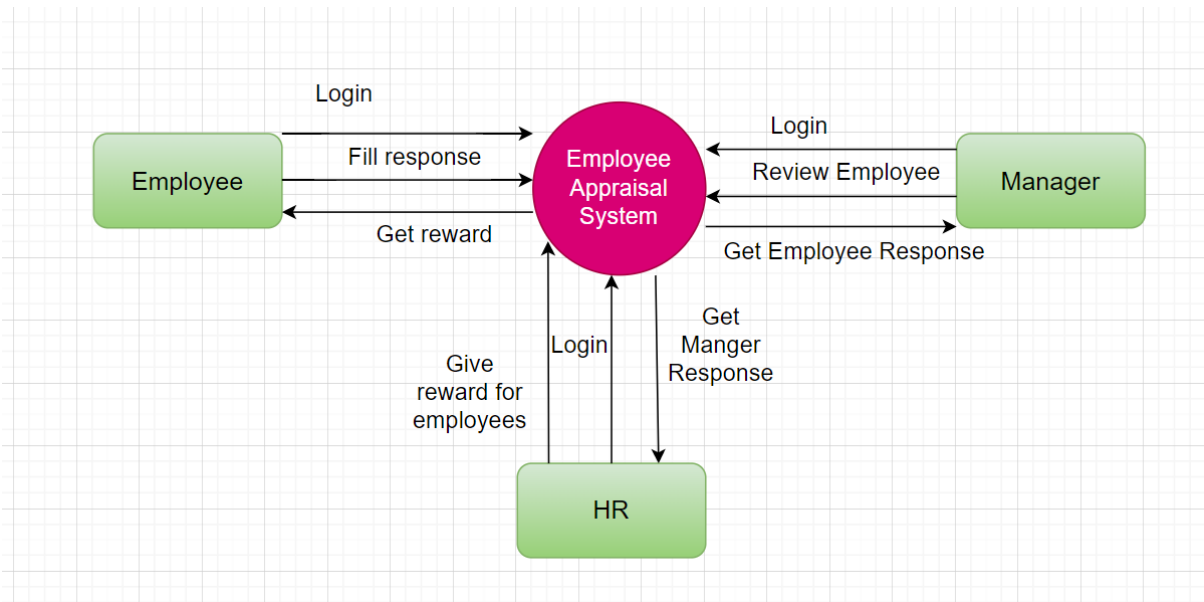 Login
Employee
Fill response
Get reward
Employee
Appraisal
System
Login
Review Employee
Manager
Get Employee Response
Give
reward for
employees
Login
Get
Manger
Response
HR